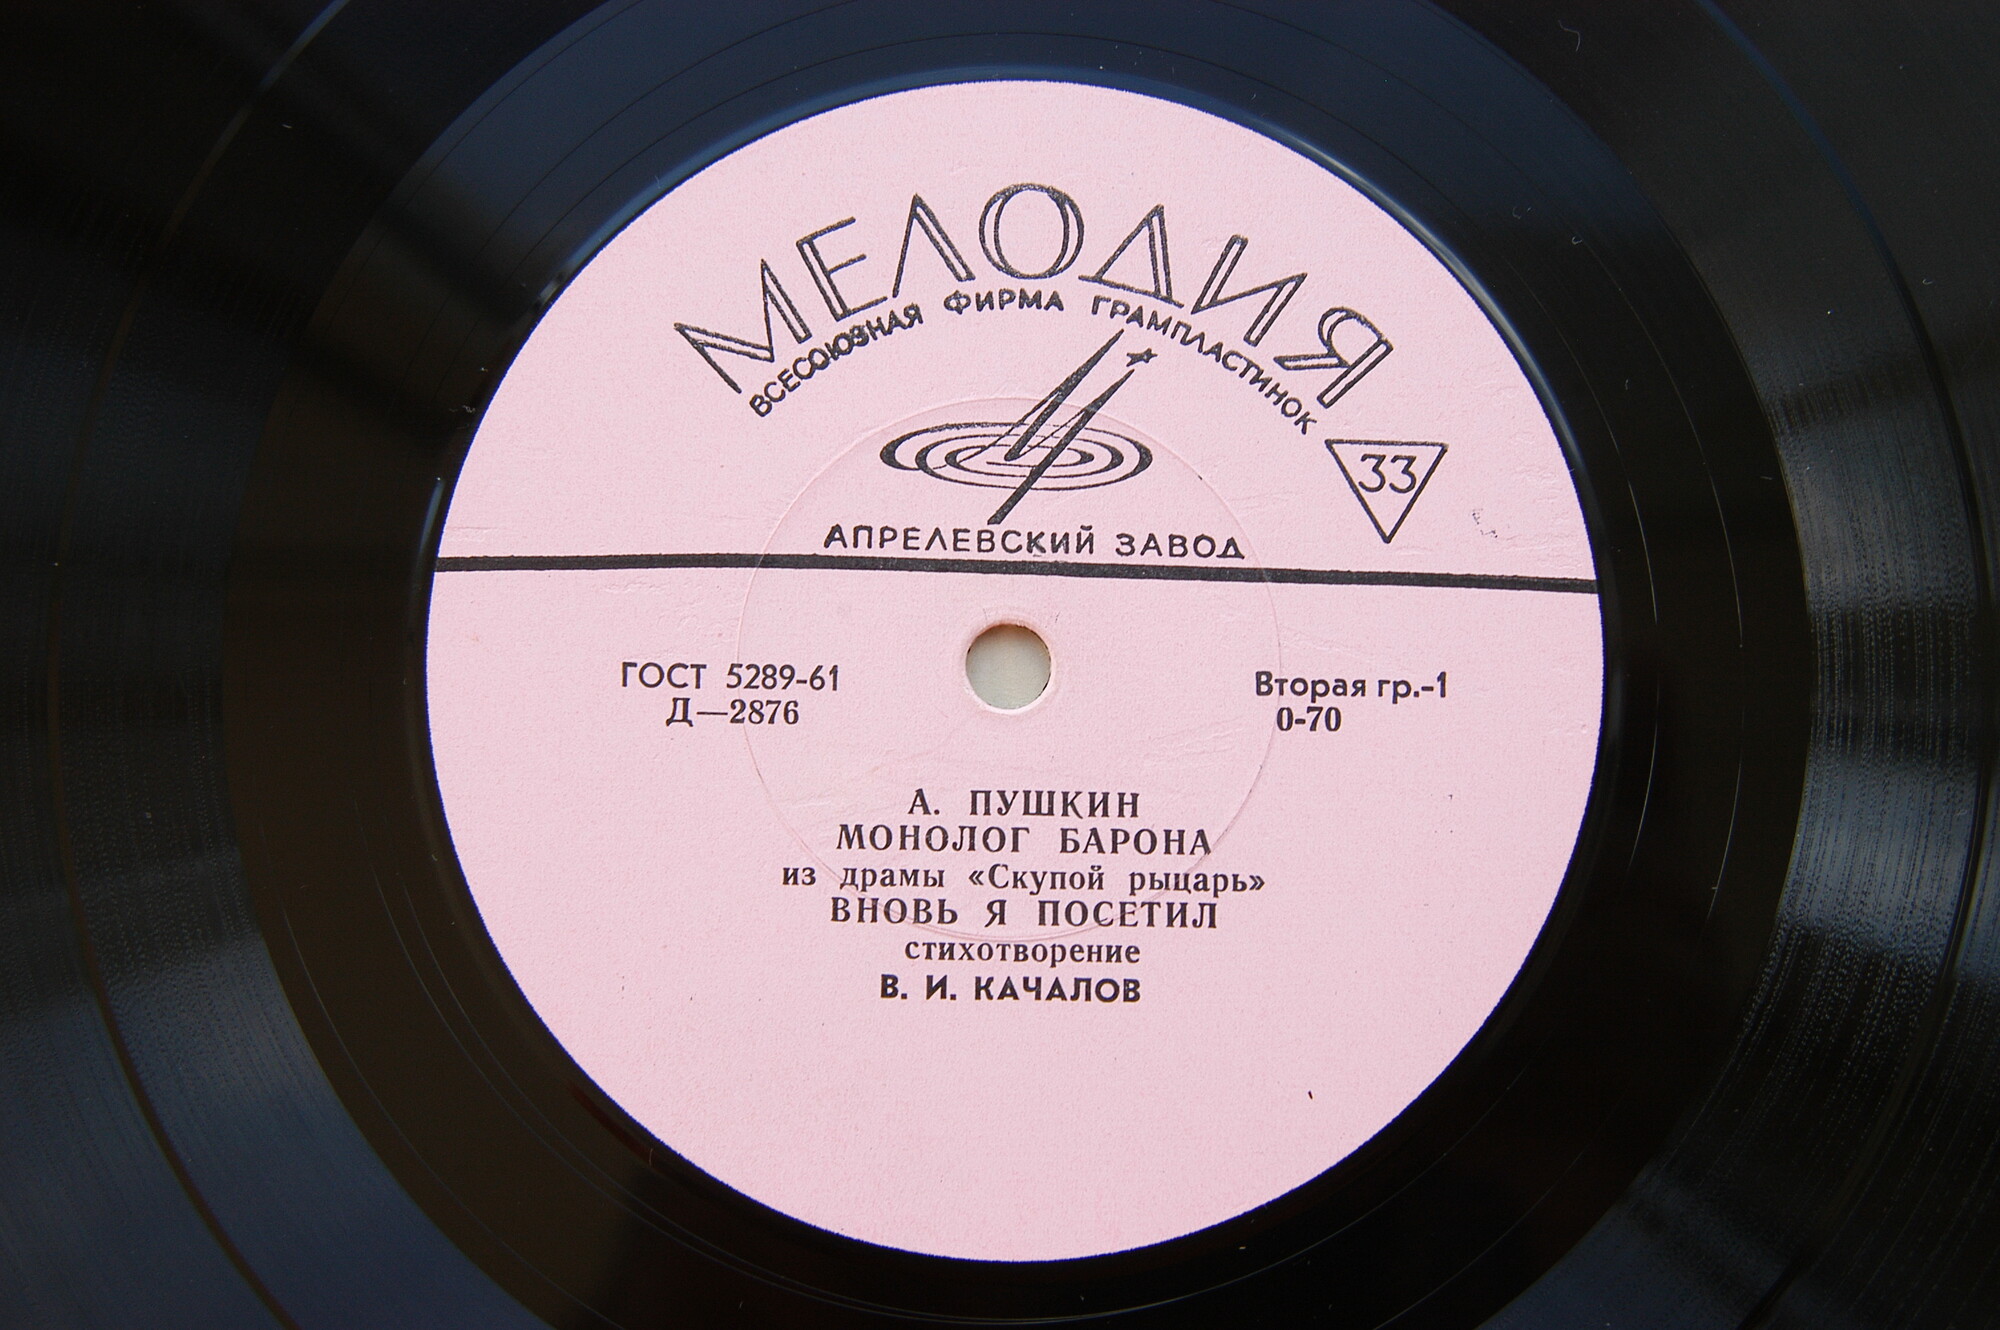 МЕЛОДИЯ
ВСЕСОЮЗНАЯ ФИРМА ГРАМПЛАСТИНОК
33
АПРЕЛЕВСКИЙ ЗАВОД
ГОСТ 5289-61
Д—2876
Вторая гр.-1
0-70
А. ПУШКИН
МОНОЛОГ БАРОНА
из драмы «Скупой рыцарь»
ВНОВЬ Я ПОСЕТИЛ
стихотворение
В. И. КАЧАЛОВ